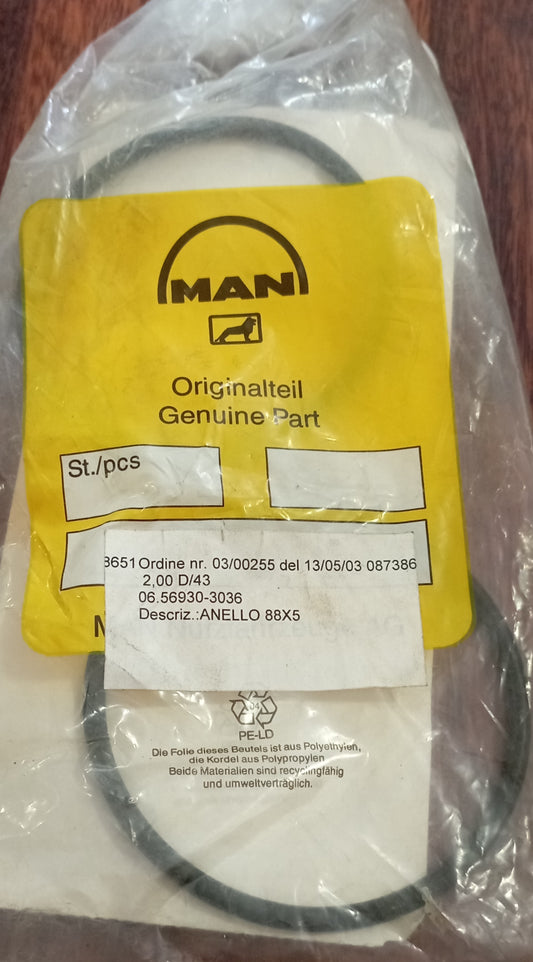 MAN
Originalteil
Genuine Part
St./pcs
8651 Ordine nr. 03/00255 del 13/05/03 087386
2,00 D/43
06.56930-3036
Descriz.:ANELLO 88X5
04
PE-LD
Die Folie dieses Beutels ist aus Polyethylen,
die Kordel aus Polypropylen
Beide Materialien sind recyclingfähig
und umweltverträglich.